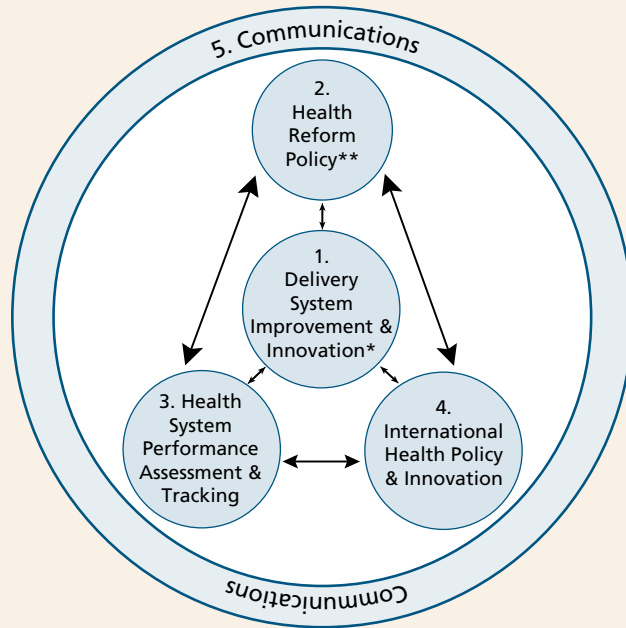 5. Communications
2.
Health
Reform
Policy**
1.
Delivery
System
Improvement &
Innovation*
3. Health
System
Performance
Assessment &
Tracking
4.
International
Health Policy
& Innovation
Communications